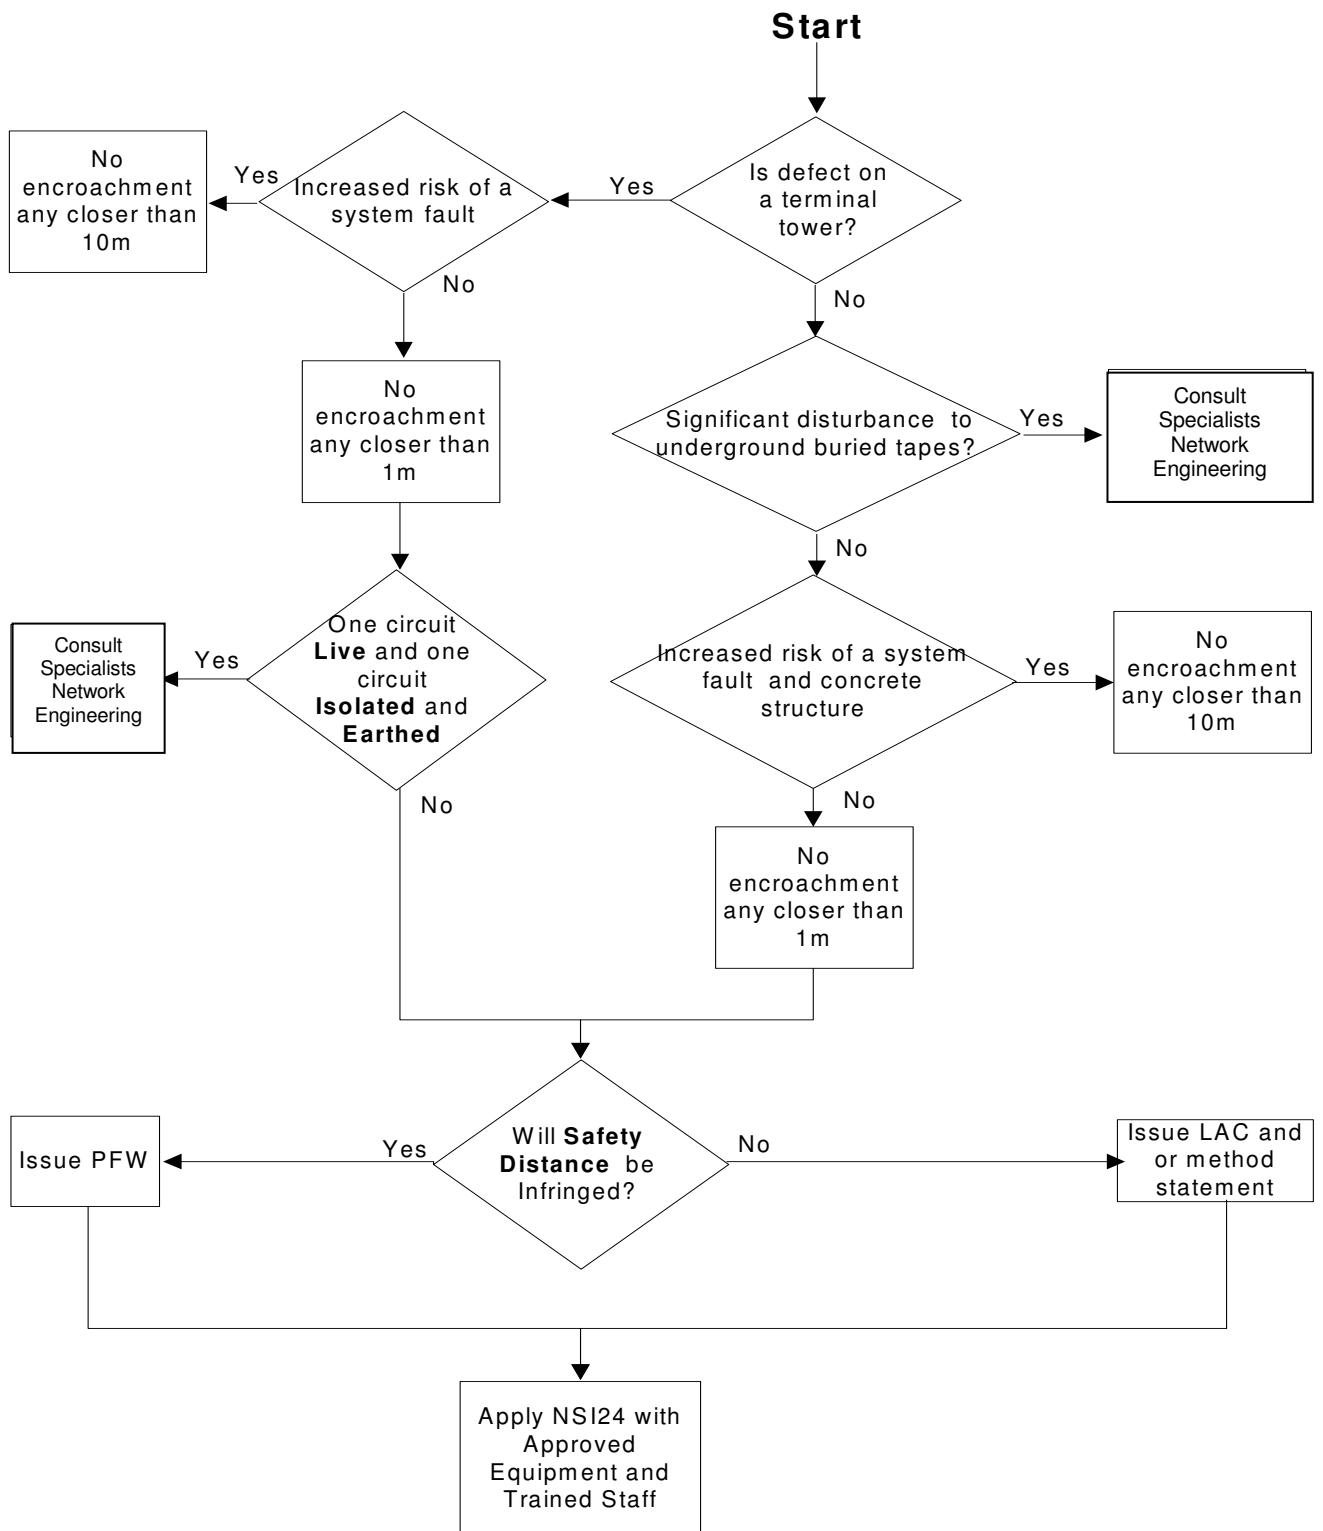 Start
Is defect on
a terminal
tower?
Yes
Increased risk of a
system fault
Yes
No
encroachment
any closer than
10m
No
No
encroachment
any closer than
1m
One circuit
Live and one
circuit
Isolated and
Earthed
Yes
Consult
Specialists
Network
Engineering
No
No
Significant disturbance to
underground buried tapes?
Yes
Consult
Specialists
Network
Engineering
No
Increased risk of a system
fault and concrete
structure
Yes
No
encroachment
any closer than
10m
No
No
encroachment
any closer than
1m
Will Safety
Distance be
Infringed?
Yes
Issue PFW
No
Issue LAC and
or method
statement
Apply NSI24 with
Approved
Equipment and
Trained Staff